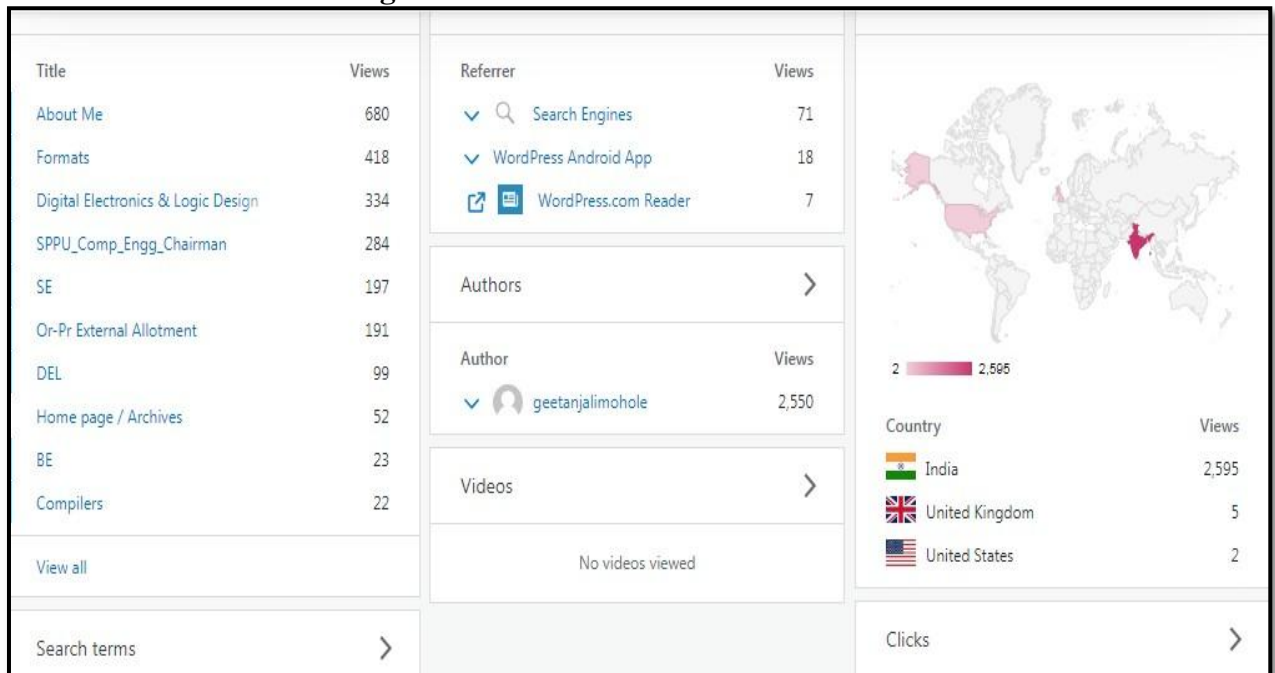 Title Views
About Me 680
Formats 418
Digital Electronics & Logic Design 334
SPPU_Comp_Engg_Chairman 284
SE 197
Or-Pr External Allotment 191
DEL 99
Home page / Archives 52
BE 23
Compilers 22
View all
Search terms
Referrer Views
Search Engines 71
WordPress Android App 18
WordPress.com Reader 7
Authors
Author Views
geetanjalimohole 2,550
Videos
No videos viewed
2 2,595
Country Views
India 2,595
United Kingdom 5
United States 2
Clicks